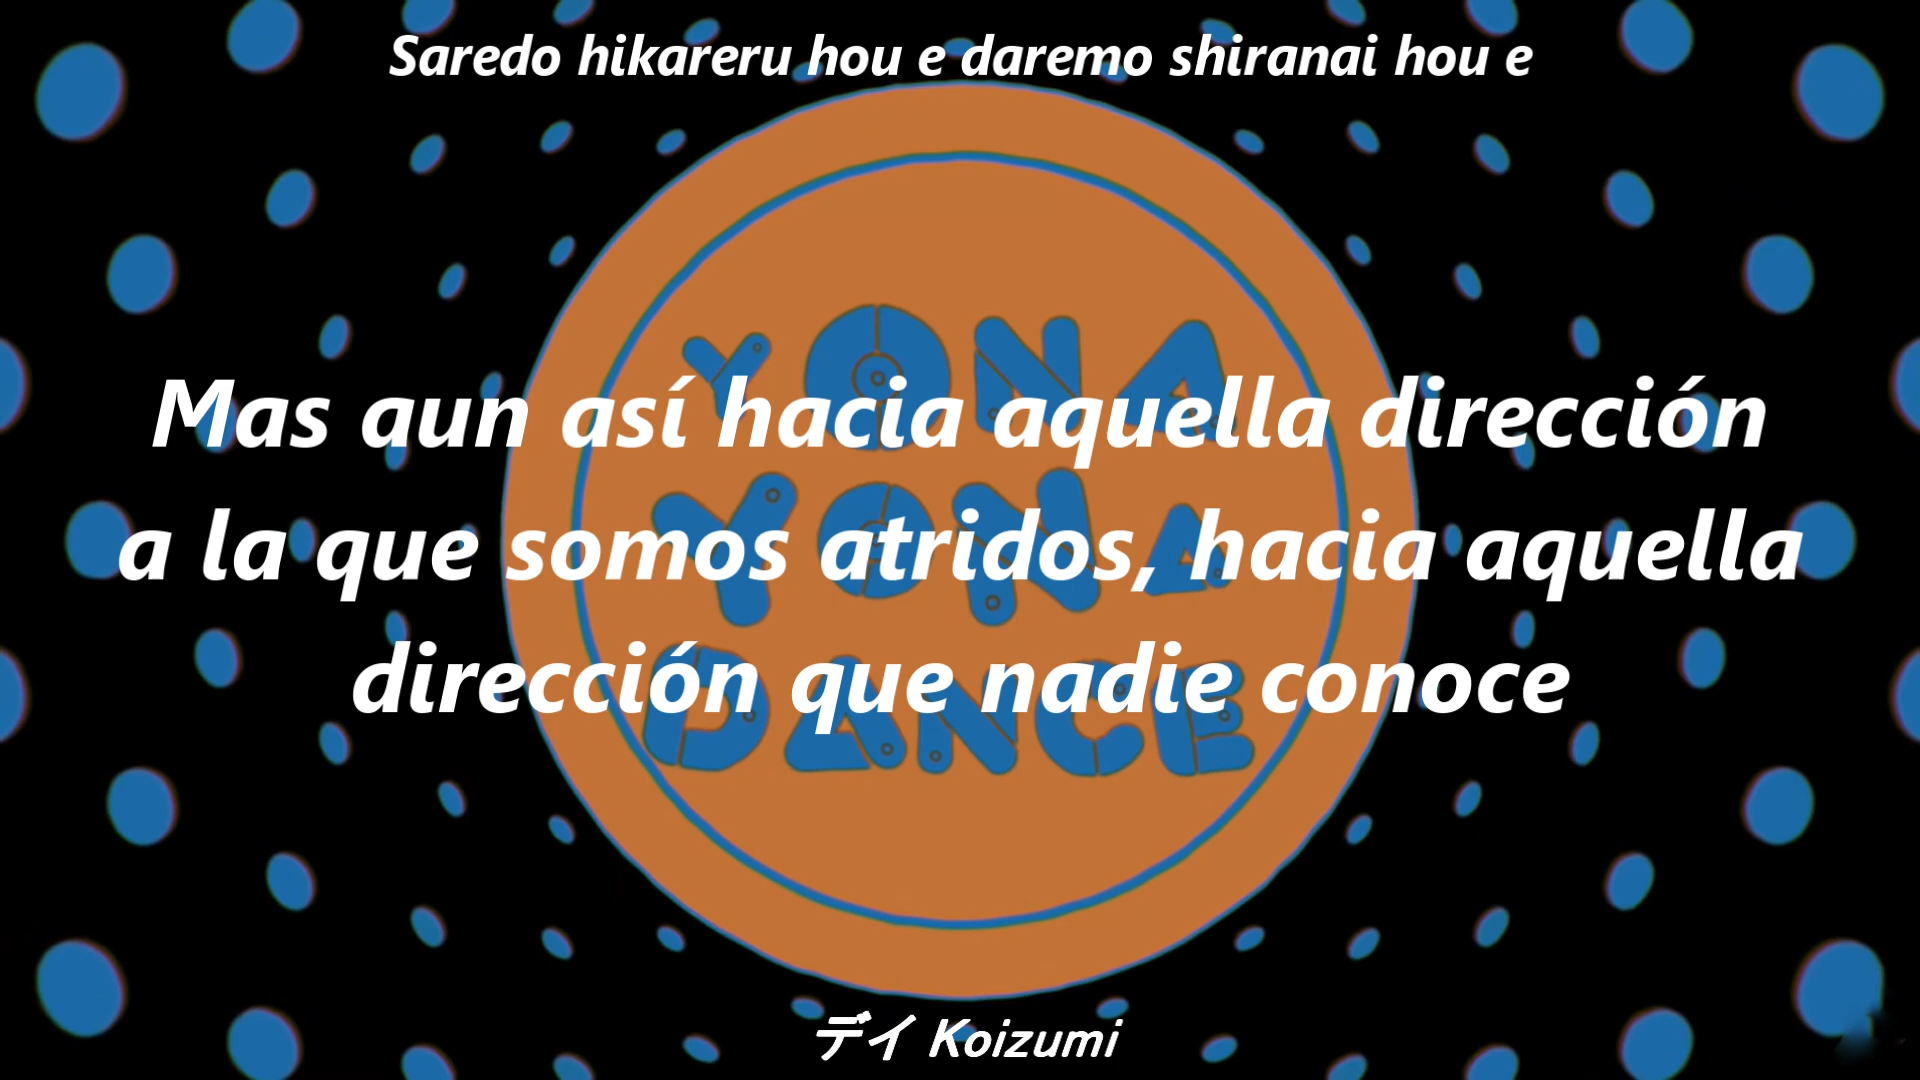 Saredo hikareru hou e daremo shiranai hou e
YONA
Mas aun así hacia aquella dirección
YONA
a la que somos atridos, hacia aquella
DANCE
dirección que nadie conoce
デイ Koizumi